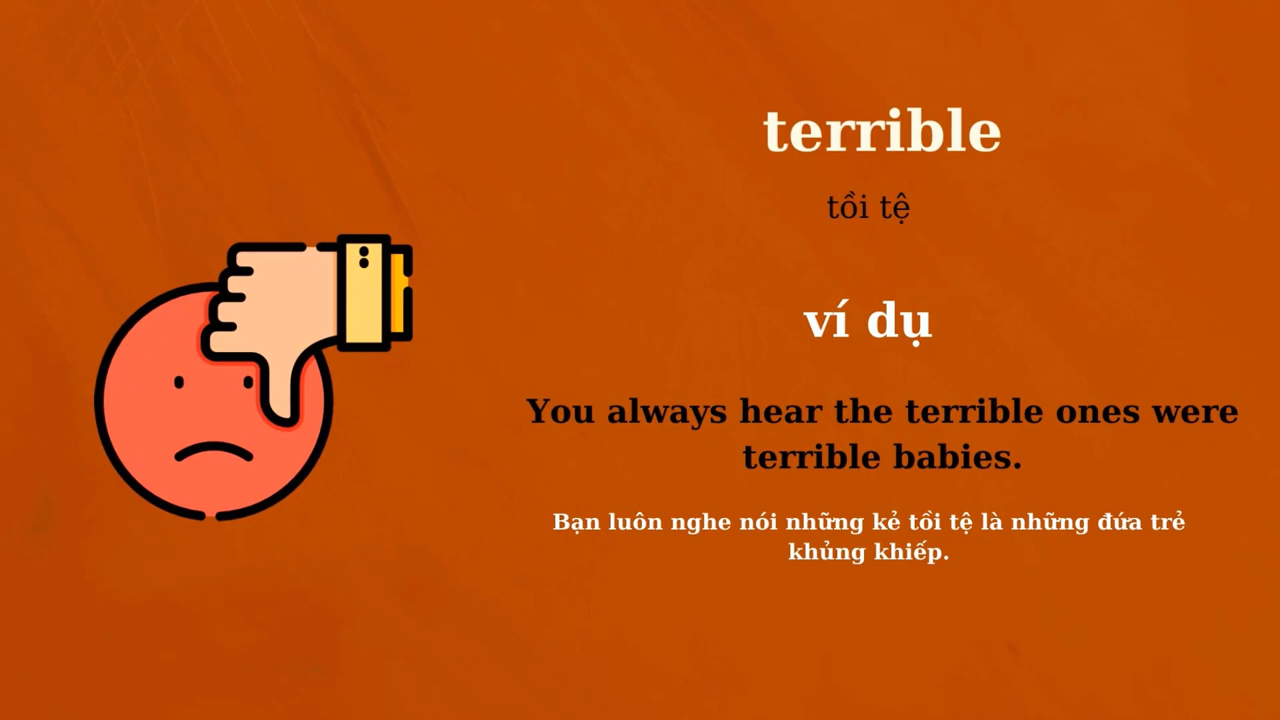 terrible
tồi tệ
ví dụ
You always hear the terrible ones were
terrible babies.
Bạn luôn nghe nói những kẻ tồi tệ là những đứa trẻ
khủng khiếp.